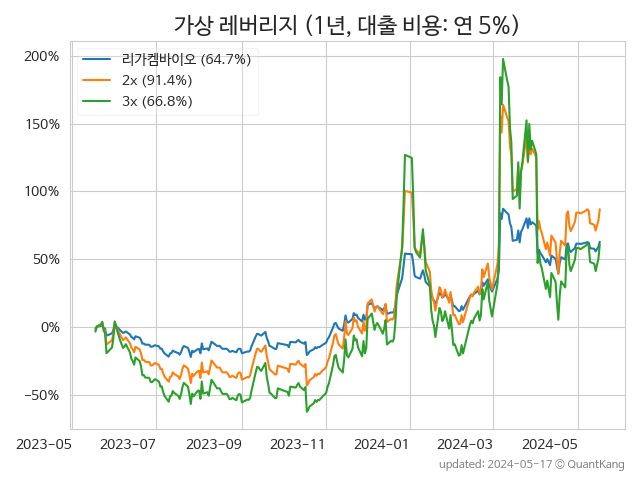 가상 레버리지 (1년, 대출 비용: 연 5%)
리가켐바이오 (64.7%)
2x (91.4%)
3x (66.8%)
200%
150%
100%
50%
0%
−50%
2023-05 2023-07 2023-09 2023-11 2024-01 2024-03 2024-05
updated: 2024-05-17 © QuantKang